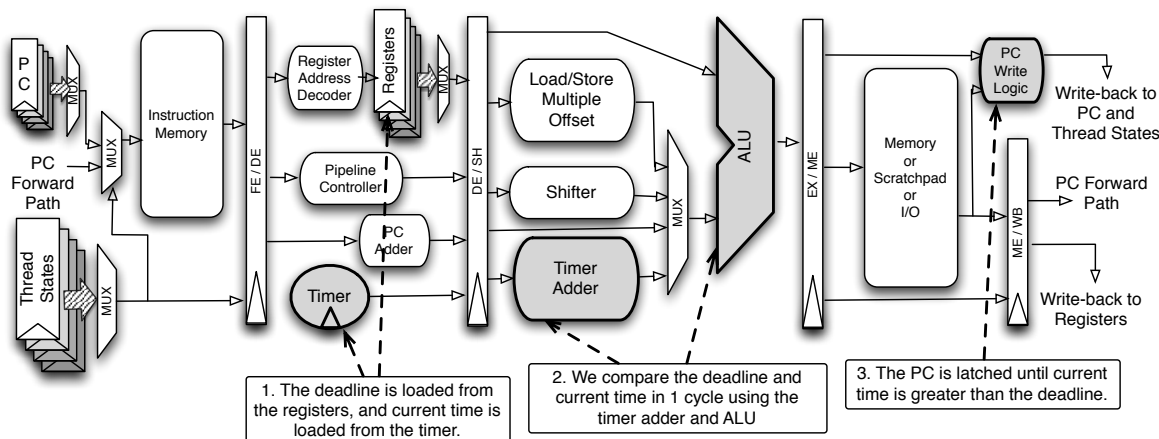 P
C
MUX
PC
Forward
Path
MUX
Thread
States
MUX
Instruction
Memory
FE / DE
Register
Address
Decoder
Registers
MUX
Pipeline
Controller
PC
Adder
Timer
DE / SH
Load/Store
Multiple
Offset
Shifter
Timer
Adder
MUX
ALU
EX / ME
Memory
or
Scratchpad
or
I/O
PC
Write
Logic
ME / WB
Write-back to
PC and
Thread States
PC Forward
Path
Write-back to
Registers
1. The deadline is loaded from
the registers, and current time is
loaded from the timer.
2. We compare the deadline and
current time in 1 cycle using the
timer adder and ALU
3. The PC is latched until current
time is greater than the deadline.